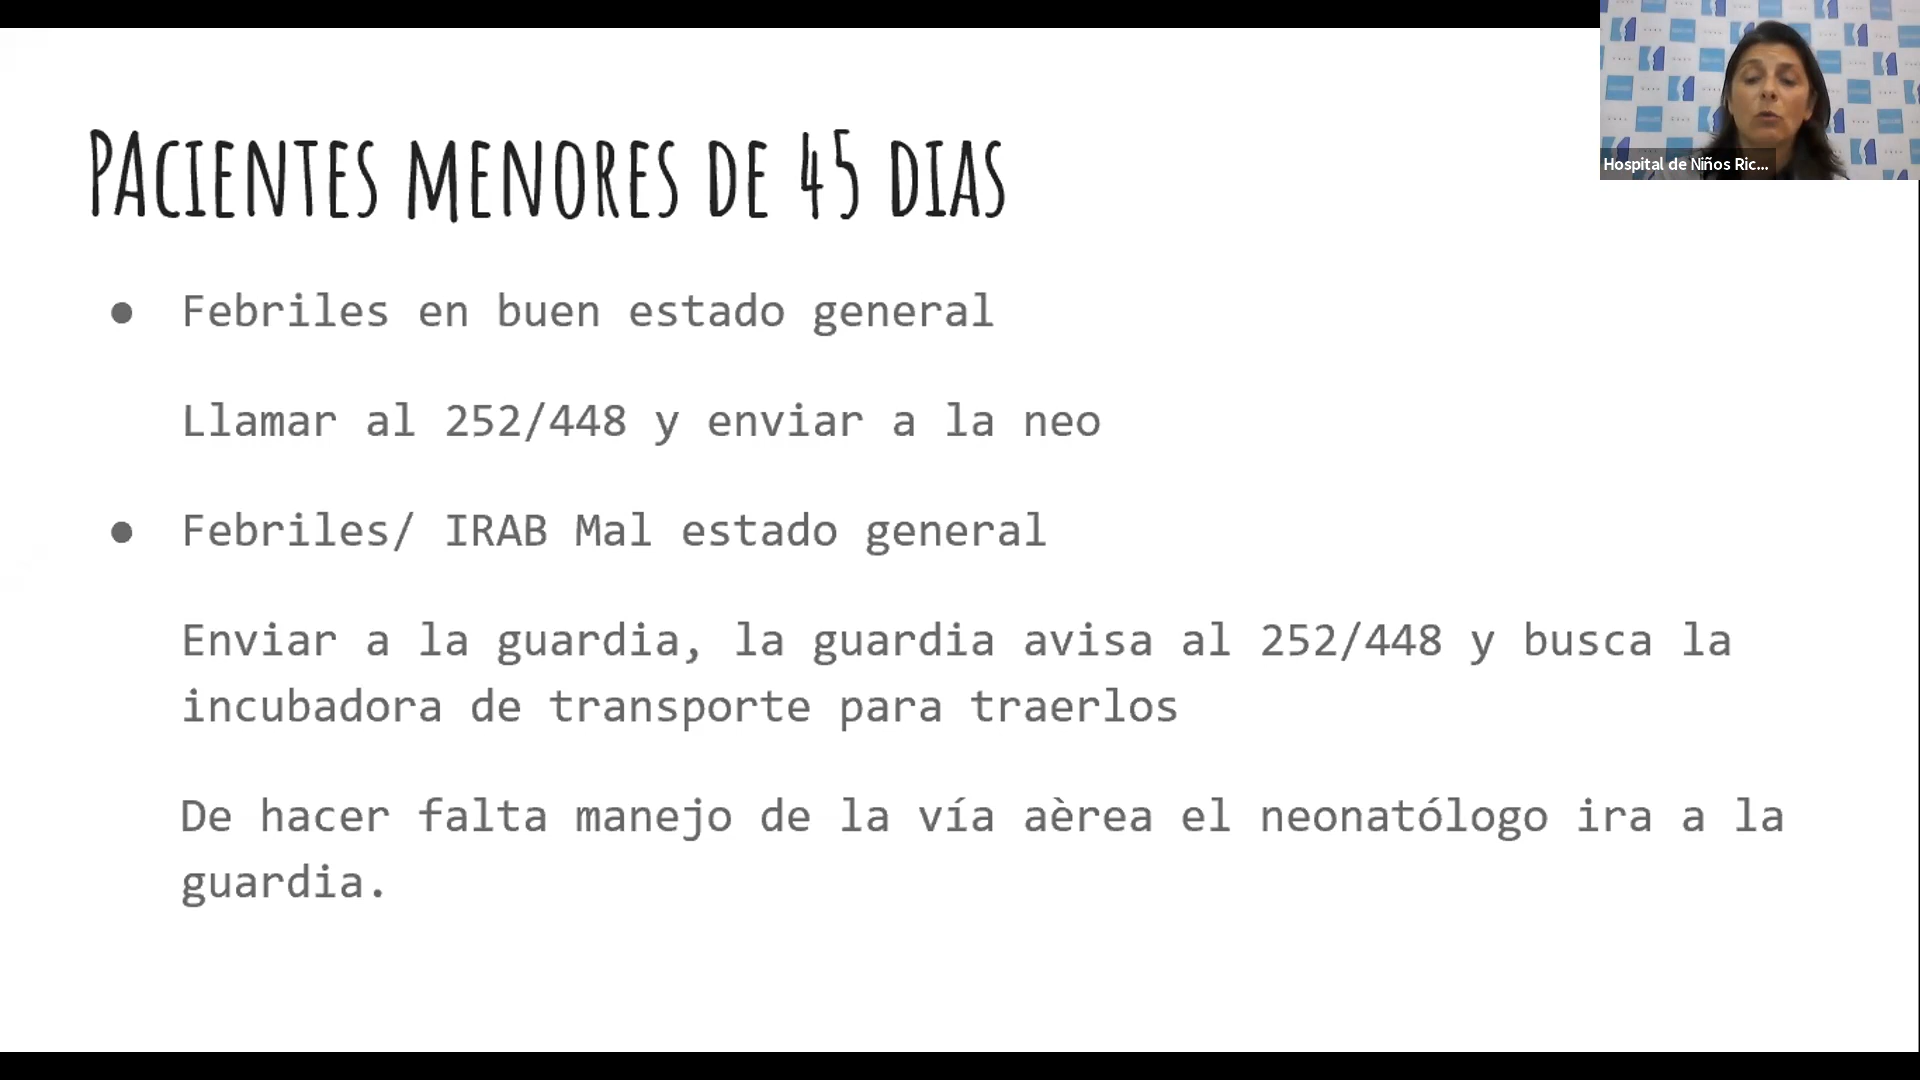 PACIENTES MENORES DE 45 DIAS
Hospital de Niños Ric...
● Febriles en buen estado general
Llamar al 252/448 y enviar a la neo
● Febriles/ IRAB Mal estado general
Enviar a la guardia, la guardia avisa al 252/448 y busca la
incubadora de transporte para traerlos
De hacer falta manejo de la vía aèrea el neonatólogo ira a la
guardia.